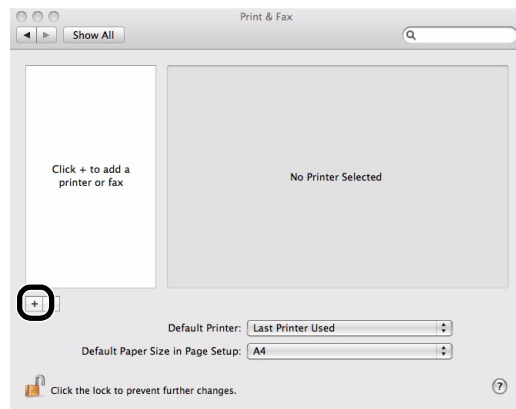 Print & Fax
Show All
Click + to add a
printer or fax
No Printer Selected
+
Default Printer: Last Printer Used
Default Paper Size in Page Setup: A4
Click the lock to prevent further changes.
?